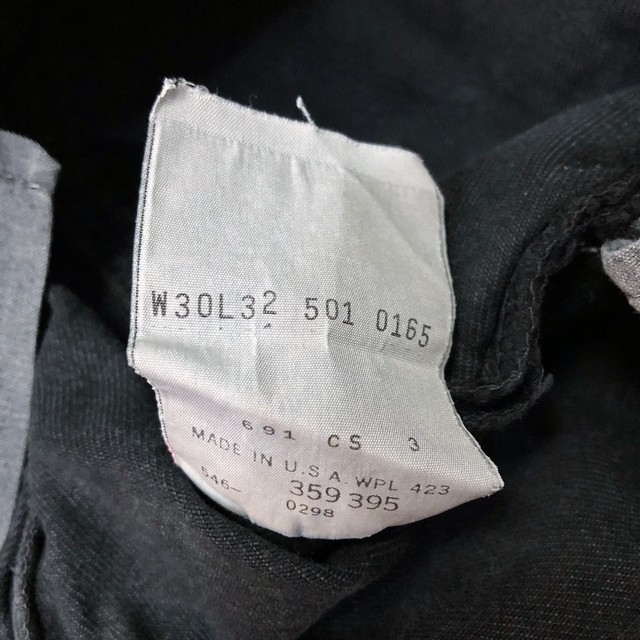 W30L32 501 0165
691 CS 3
MADE IN U.S.A. WPL 423
546- 359 395
0298